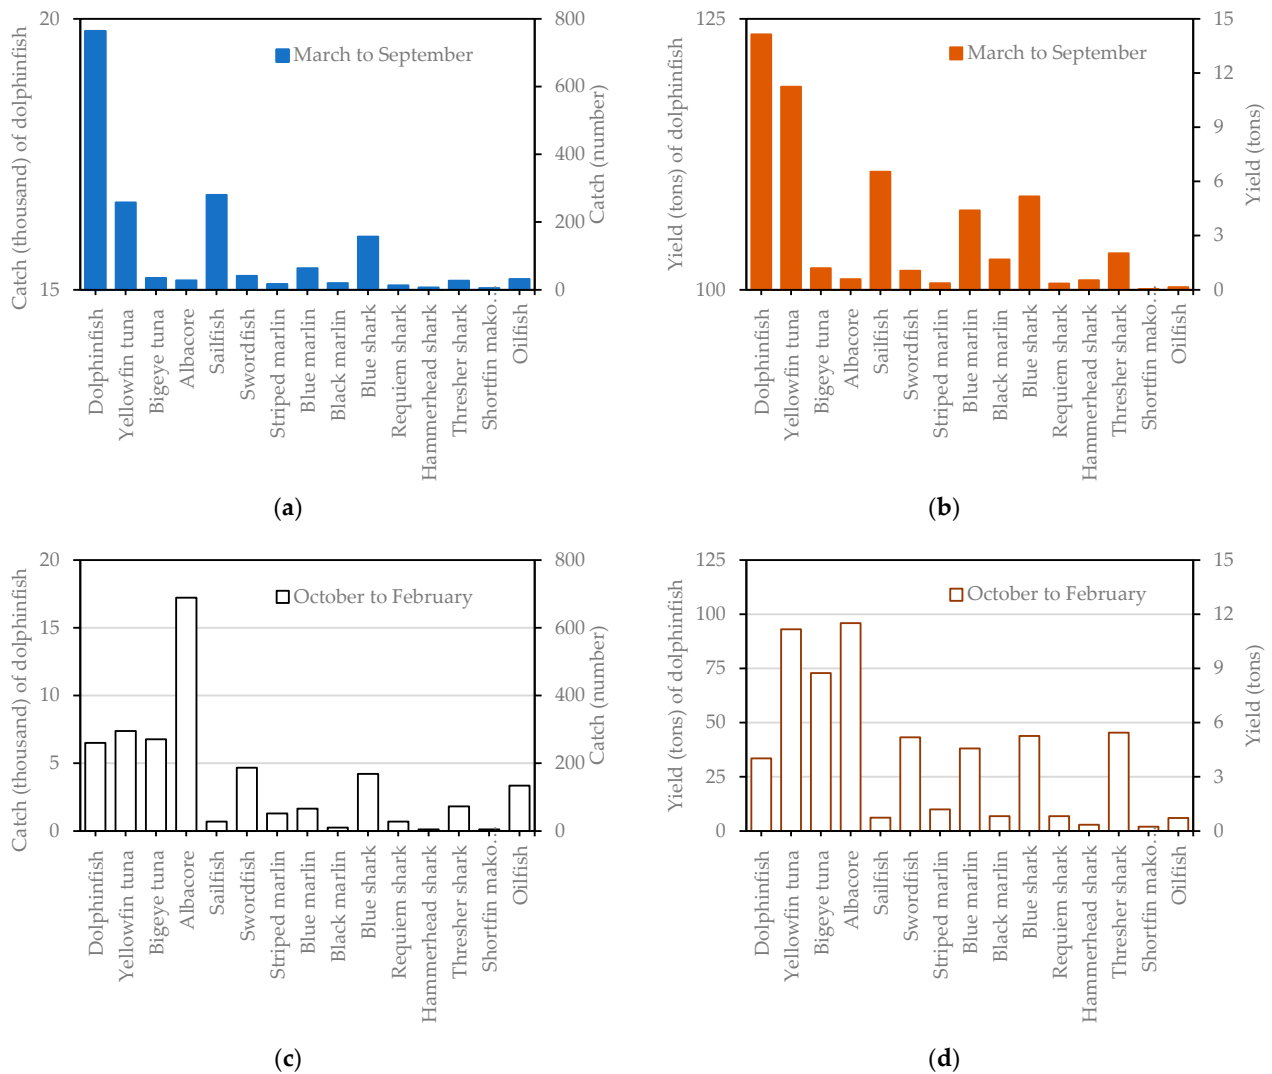 20
15
Catch (thousand) of dolphinfish
March to September
800
600
400
200
0
Catch (number)
Dolphinfish
Yellowfin tuna
Bigeye tuna
Albacore
Sailfish
Swordfish
Striped marlin
Blue marlin
Black marlin
Blue shark
Requiem shark
Hammerhead shark
Thresher shark
Shortfin mako…
Oilfish
(a)
125
100
Yield (tons) of dolphinfish
March to September
15
12
9
6
3
0
Yield (tons)
Dolphinfish
Yellowfin tuna
Bigeye tuna
Albacore
Sailfish
Swordfish
Striped marlin
Blue marlin
Black marlin
Blue shark
Requiem shark
Hammerhead shark
Thresher shark
Shortfin mako…
Oilfish
(b)
20
15
10
5
0
Catch (thousand) of dolphinfish
October to February
800
600
400
200
0
Catch (number)
Dolphinfish
Yellowfin tuna
Bigeye tuna
Albacore
Sailfish
Swordfish
Striped marlin
Blue marlin
Black marlin
Blue shark
Requiem shark
Hammerhead shark
Thresher shark
Shortfin mako…
Oilfish
(c)
125
100
75
50
25
0
Yield (tons) of dolphinfish
October to February
15
12
9
6
3
0
Yield (tons)
Dolphinfish
Yellowfin tuna
Bigeye tuna
Albacore
Sailfish
Swordfish
Striped marlin
Blue marlin
Black marlin
Blue shark
Requiem shark
Hammerhead shark
Thresher shark
Shortfin mako…
Oilfish
(d)